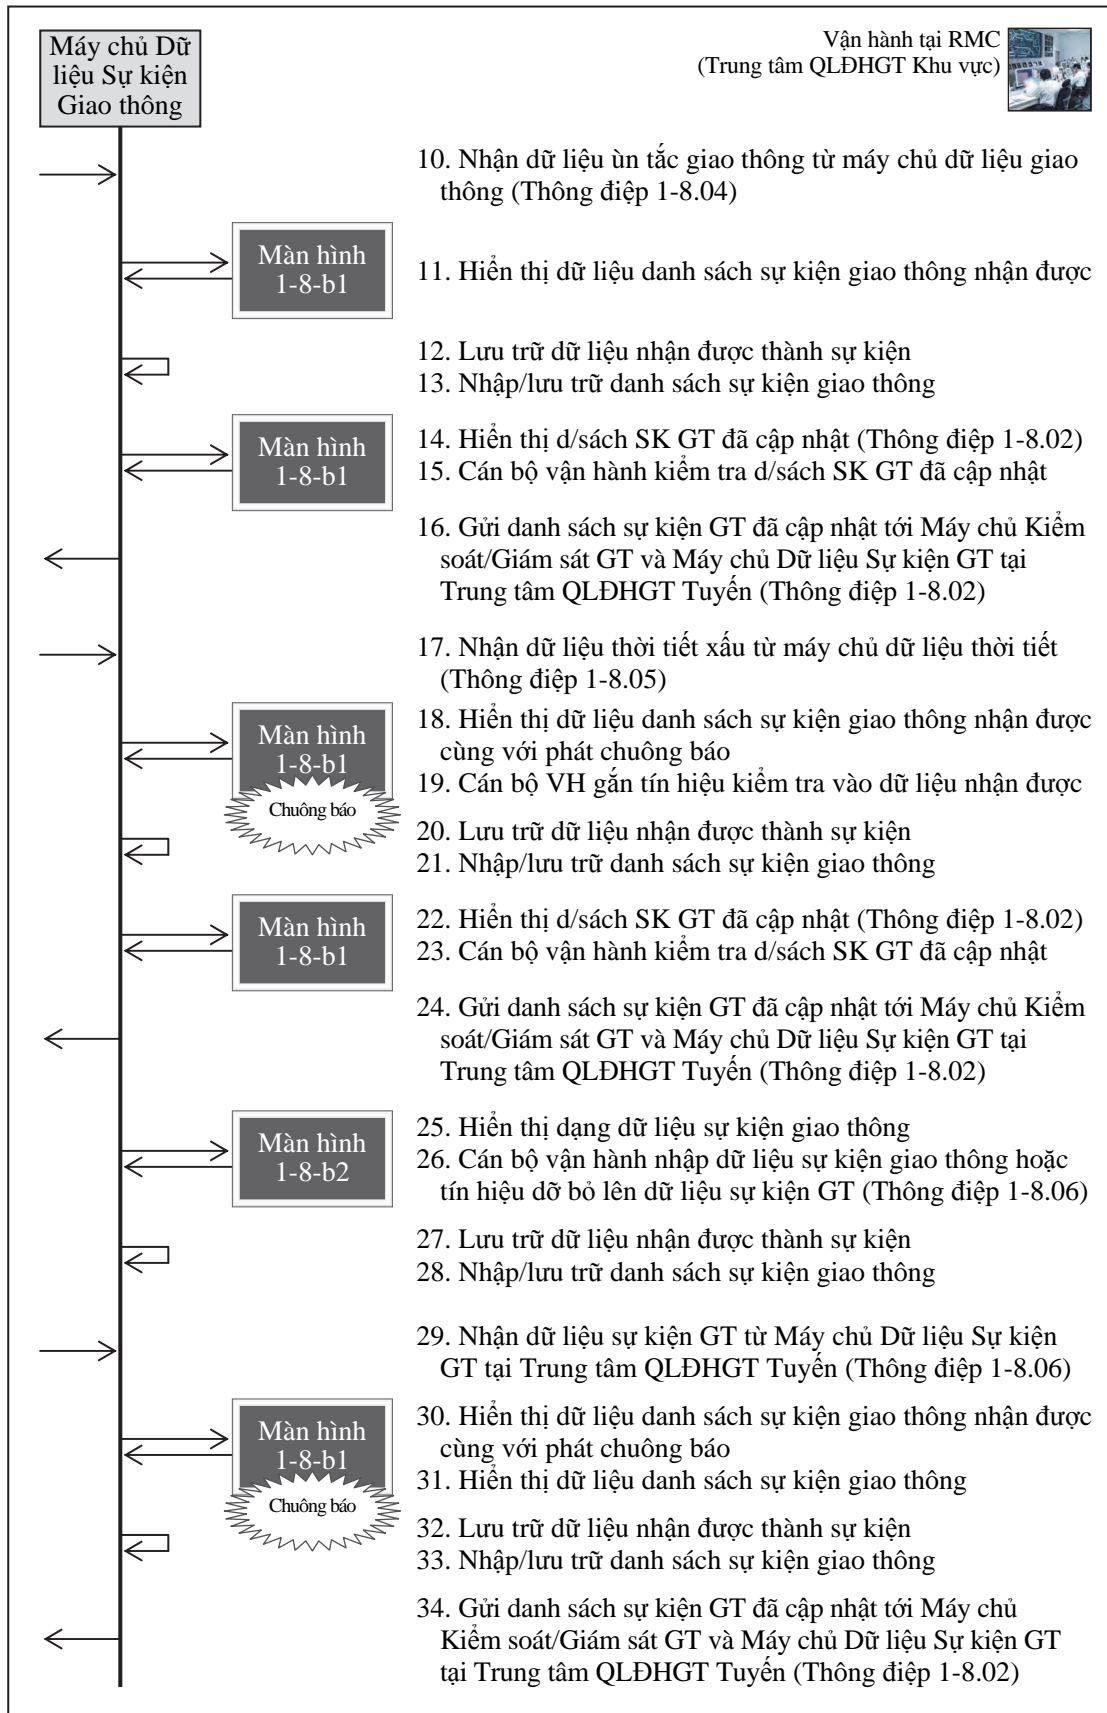 Máy chủ Dữ
liệu Sự kiện
Giao thông
Vận hành tại RMC
(Trung tâm QLĐHGT Khu vực)
10. Nhận dữ liệu ùn tắc giao thông từ máy chủ dữ liệu giao
thông (Thông điệp 1-8.04)
Màn hình
1-8-b1
11. Hiển thị dữ liệu danh sách sự kiện giao thông nhận được
12. Lưu trữ dữ liệu nhận được thành sự kiện
13. Nhập/lưu trữ danh sách sự kiện giao thông
Màn hình
1-8-b1
14. Hiển thị d/sách SK GT đã cập nhật (Thông điệp 1-8.02)
15. Cán bộ vận hành kiểm tra d/sách SK GT đã cập nhật
16. Gửi danh sách sự kiện GT đã cập nhật tới Máy chủ Kiểm
soát/Giám sát GT và Máy chủ Dữ liệu Sự kiện GT tại
Trung tâm QLĐHGT Tuyến (Thông điệp 1-8.02)
17. Nhận dữ liệu thời tiết xấu từ máy chủ dữ liệu thời tiết
(Thông điệp 1-8.05)
Màn hình
1-8-b1
Chuông báo
18. Hiển thị dữ liệu danh sách sự kiện giao thông nhận được
cùng với phát chuông báo
19. Cán bộ VH gắn tín hiệu kiểm tra vào dữ liệu nhận được
20. Lưu trữ dữ liệu nhận được thành sự kiện
21. Nhập/lưu trữ danh sách sự kiện giao thông
Màn hình
1-8-b1
22. Hiển thị d/sách SK GT đã cập nhật (Thông điệp 1-8.02)
23. Cán bộ vận hành kiểm tra d/sách SK GT đã cập nhật
24. Gửi danh sách sự kiện GT đã cập nhật tới Máy chủ Kiểm
soát/Giám sát GT và Máy chủ Dữ liệu Sự kiện GT tại
Trung tâm QLĐHGT Tuyến (Thông điệp 1-8.02)
Màn hình
1-8-b2
25. Hiển thị dạng dữ liệu sự kiện giao thông
26. Cán bộ vận hành nhập dữ liệu sự kiện giao thông hoặc
tín hiệu dỡ bỏ lên dữ liệu sự kiện GT (Thông điệp 1-8.06)
27. Lưu trữ dữ liệu nhận được thành sự kiện
28. Nhập/lưu trữ danh sách sự kiện giao thông
29. Nhận dữ liệu sự kiện GT từ Máy chủ Dữ liệu Sự kiện
GT tại Trung tâm QLĐHGT Tuyến (Thông điệp 1-8.06)
Màn hình
1-8-b1
Chuông báo
30. Hiển thị dữ liệu danh sách sự kiện giao thông nhận được
cùng với phát chuông báo
31. Hiển thị dữ liệu danh sách sự kiện giao thông
32. Lưu trữ dữ liệu nhận được thành sự kiện
33. Nhập/lưu trữ danh sách sự kiện giao thông
34. Gửi danh sách sự kiện GT đã cập nhật tới Máy chủ
Kiểm soát/Giám sát GT và Máy chủ Dữ liệu Sự kiện GT
tại Trung tâm QLĐHGT Tuyến (Thông điệp 1-8.02)